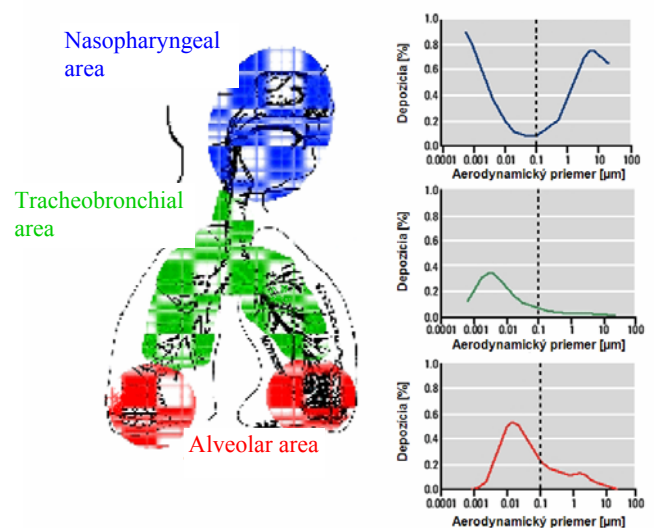 Nasopharyngeal
area
Tracheobronchial
area
Alveolar area
Depozícia [%]
1.0
0.8
0.6
0.4
0.2
0.0
0.0001 0.001 0.01 0.1 1 10 100
Aerodynamický priemer [µm]
Depozícia [%]
1.0
0.8
0.6
0.4
0.2
0.0
0.0001 0.001 0.01 0.1 1 10 100
Aerodynamický priemer [µm]
Depozícia [%]
1.0
0.8
0.6
0.4
0.2
0.0
0.0001 0.001 0.01 0.1 1 10 100
Aerodynamický priemer [µm]